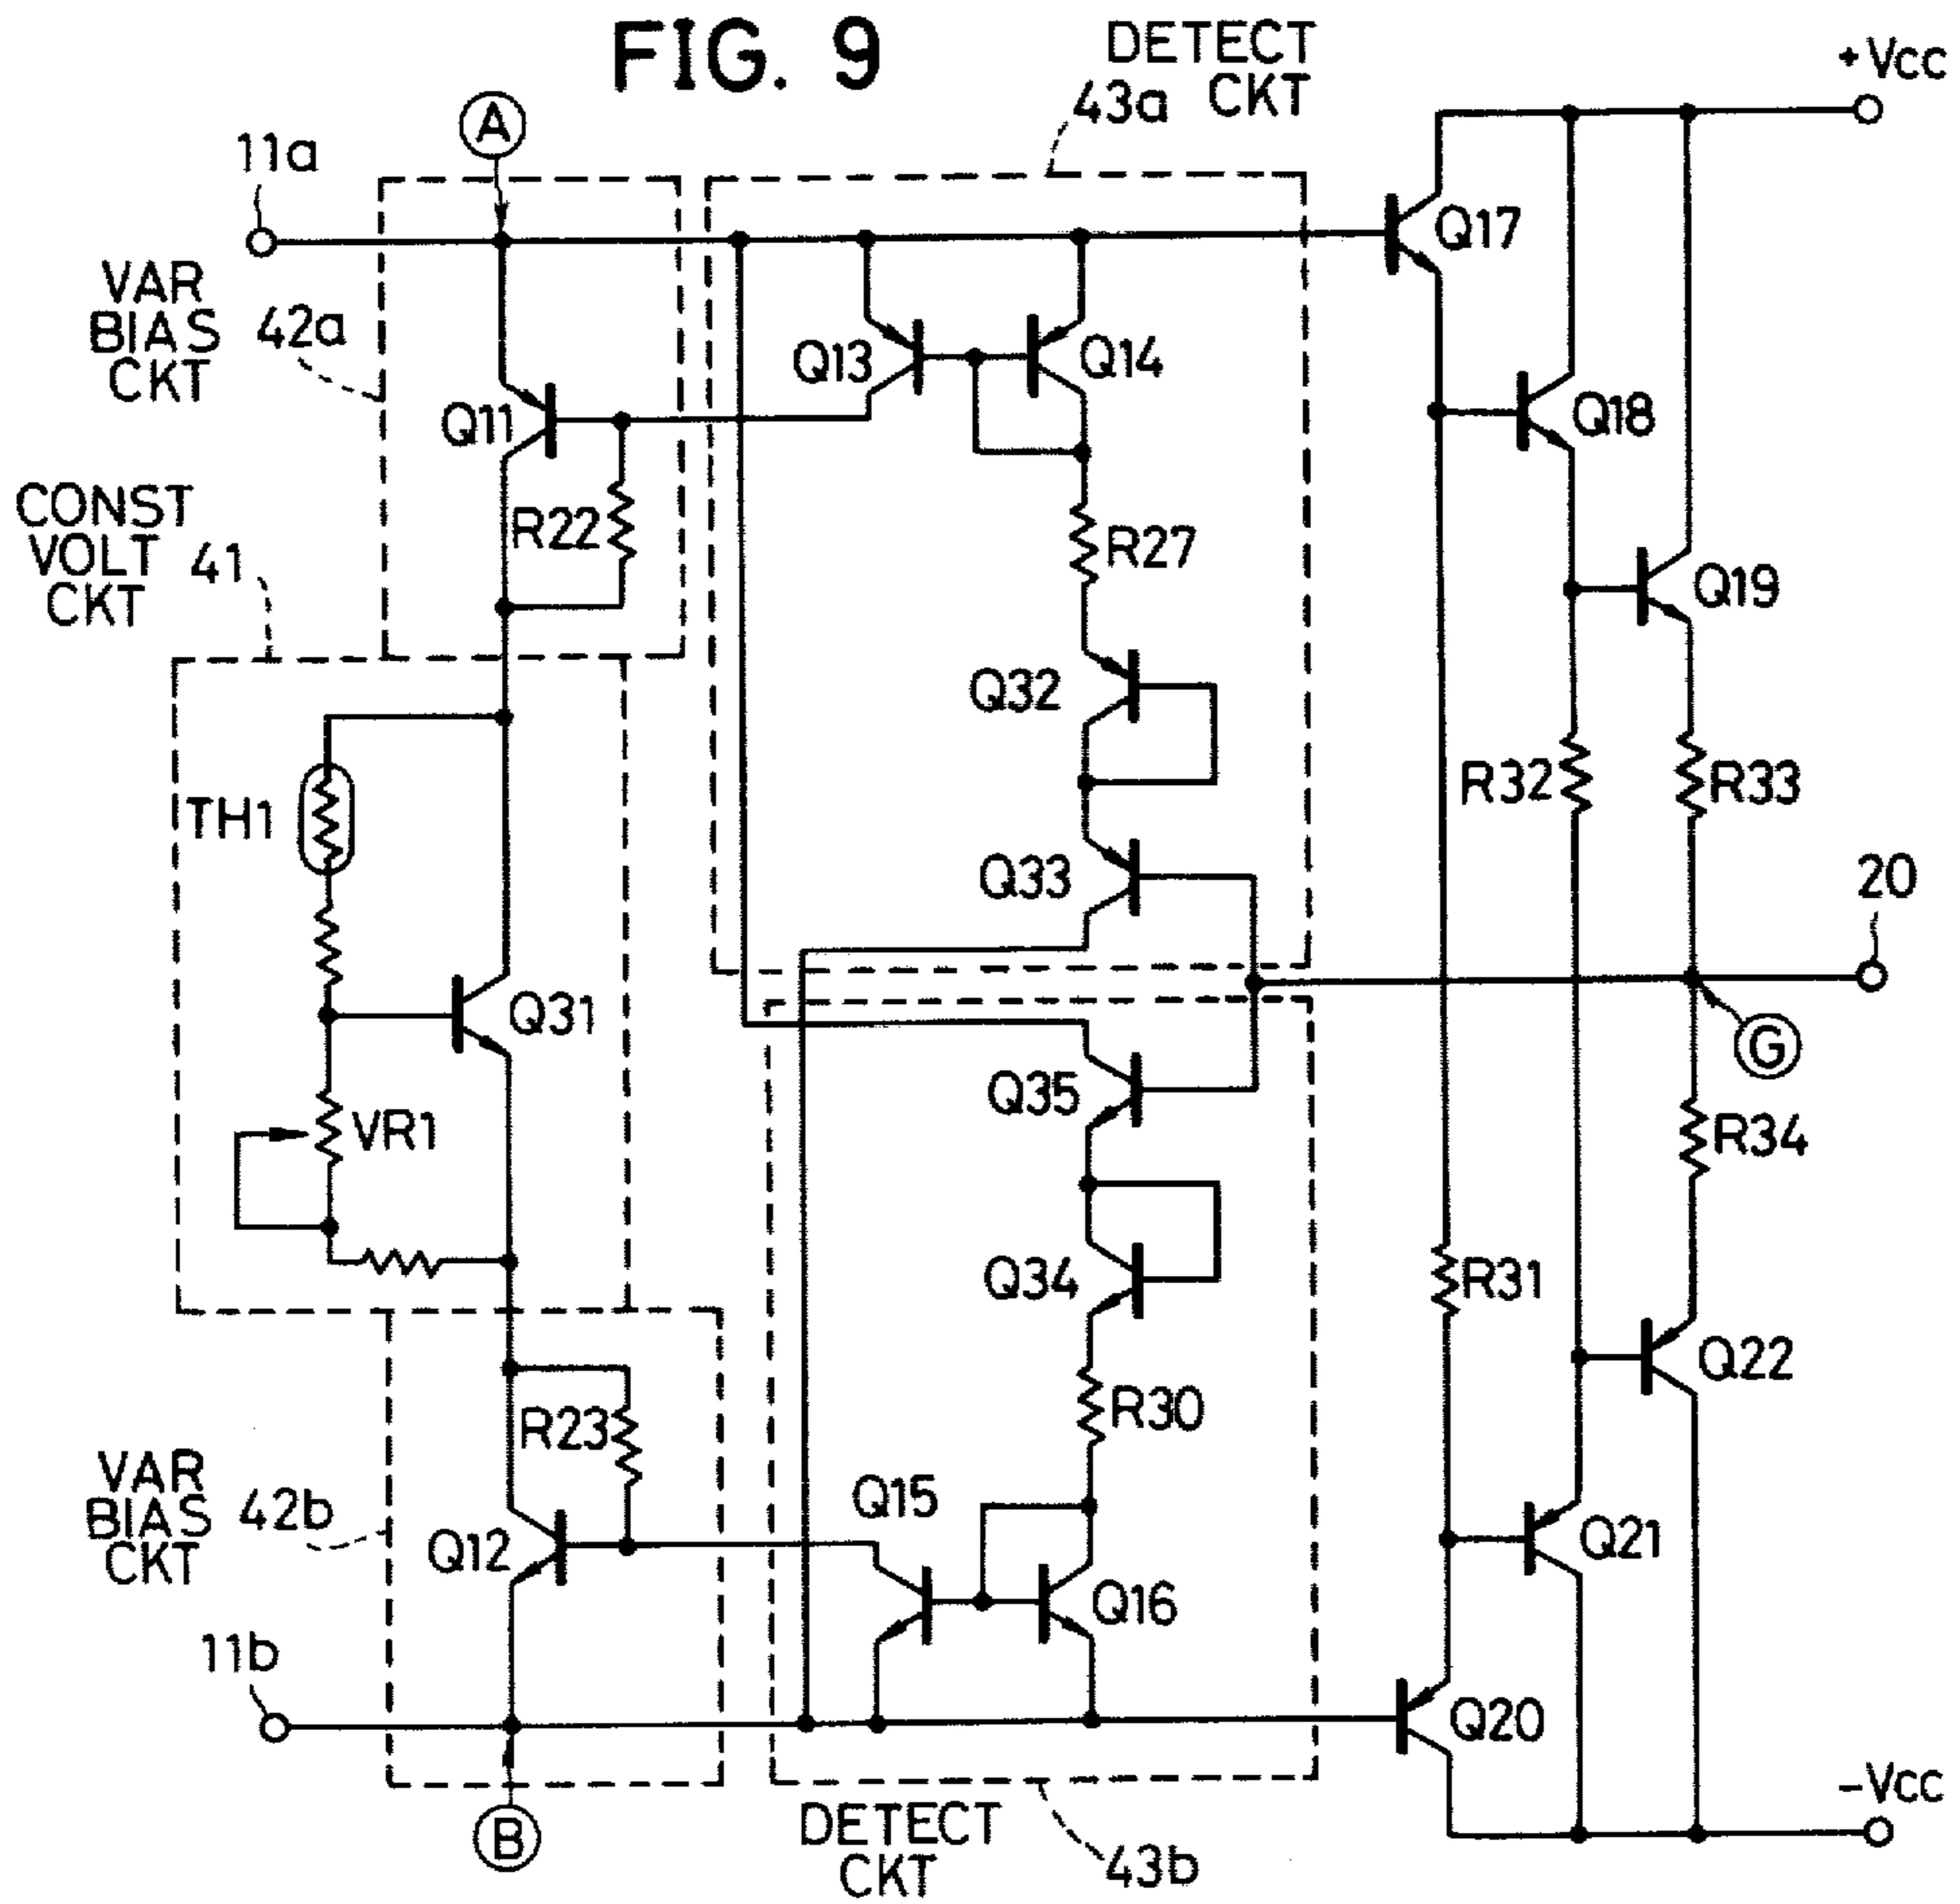 FIG. 9
DETECT
CKT
43a
+VCC
A
11a
VAR
BIAS
CKT
42a
Q17
Q13
Q14
Q11
Q18
CONST
VOLT
CKT
41
R22
R27
Q19
Q32
TH1
R32
R33
Q33
20
Q31
G
Q35
VR1
R34
Q34
R31
Q22
R30
R23
VAR
BIAS
CKT
42b
Q15
Q12
Q21
Q16
11b
Q20
-VCC
B
DETECT
CKT
43b